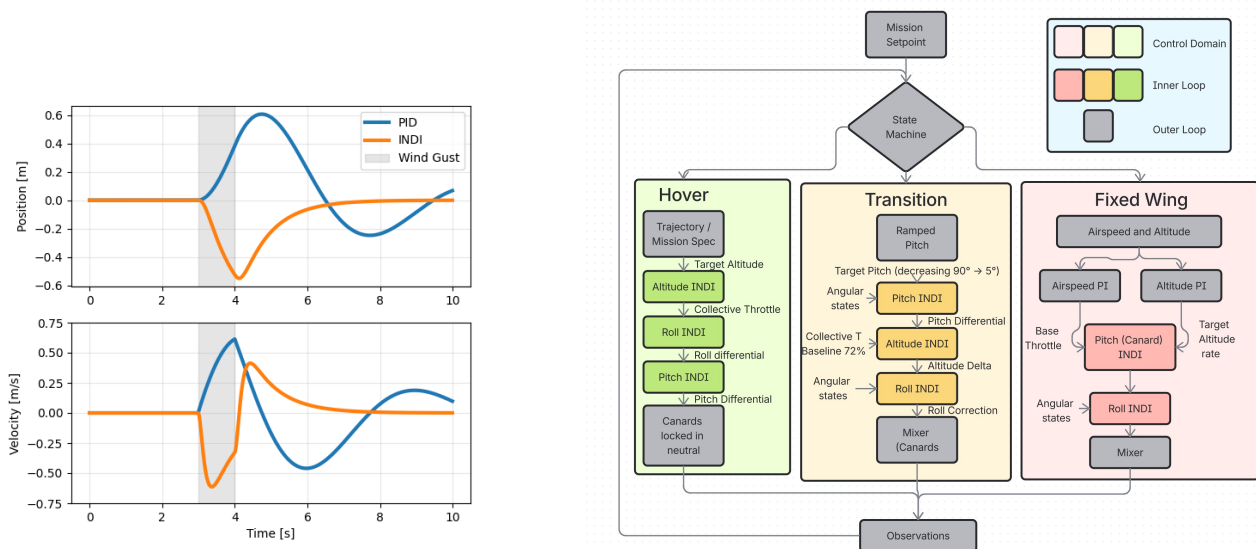 PID
INDI
Wind Gust
Position [m]
0.6
0.4
0.2
0.0
−0.2
−0.4
−0.6
0
2
4
6
8
10
Velocity [m/s]
0.75
0.50
0.25
0.00
−0.25
−0.50
−0.75
0
2
4
6
8
10
Time [s]
Mission
Setpoint
State
Machine
Control Domain
Inner Loop
Outer Loop
Hover
Trajectory /
Mission Spec
Target Altitude
Altitude INDI
Collective Throttle
Roll INDI
Roll differential
Pitch INDI
Pitch Differential
Canards
locked in
neutral
Transition
Ramped
Pitch
Target Pitch (decreasing 90° → 5°)
Angular
states
Pitch INDI
Pitch Differential
Collective T
Baseline 72%
Altitude INDI
Altitude Delta
Angular
states
Roll INDI
Roll Correction
Mixer
(Canards
Fixed Wing
Airspeed and Altitude
Airspeed PI
Altitude PI
Base
Throttle
Pitch (Canard)
INDI
Target
Altitude
rate
Angular
states
Roll INDI
Mixer
Observations